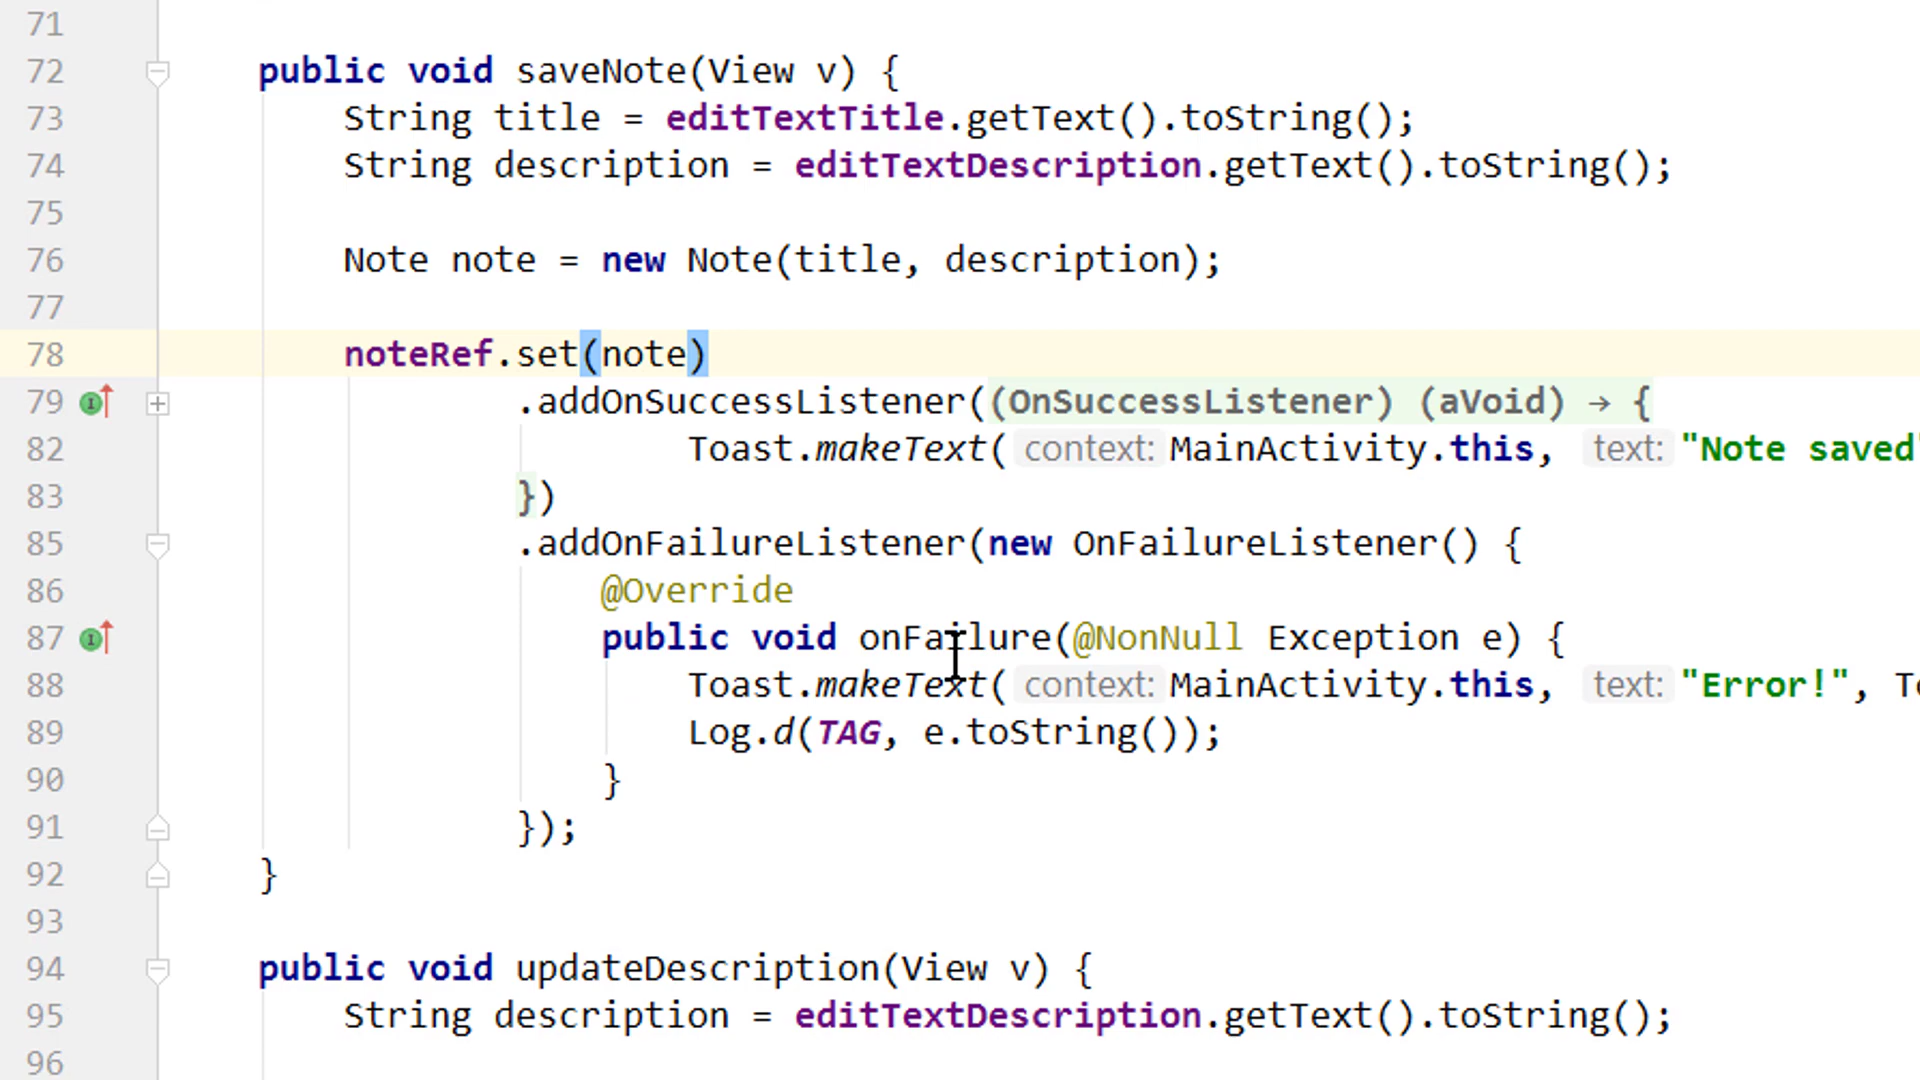 71
72 public void saveNote(View v) {
73 String title = editTextTitle.getText().toString();
74 String description = editTextDescription.getText().toString();
75
76 Note note = new Note(title, description);
77
78 noteRef.set(note)
79 .addOnSuccessListener((OnSuccessListener) (aVoid) → {
82 Toast.makeText( context: MainActivity.this, text: "Note saved"
83 })
85 .addOnFailureListener(new OnFailureListener() {
86 @Override
87 public void onFailure(@NonNull Exception e) {
88 Toast.makeText( context: MainActivity.this, text: "Error!", To
89 Log.d(TAG, e.toString());
90 }
91 });
92 }
93
94 public void updateDescription(View v) {
95 String description = editTextDescription.getText().toString();
96